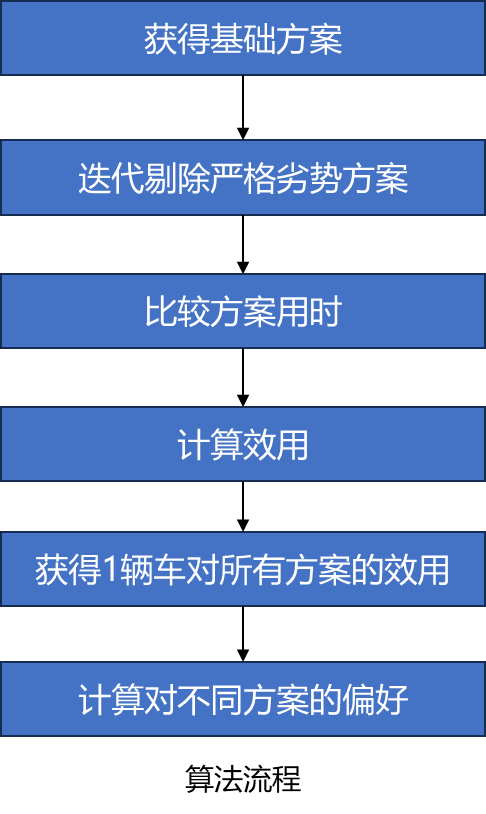 获得基础方案
迭代剔除严格劣势方案
比较方案用时
计算效用
获得1辆车对所有方案的效用
计算对不同方案的偏好
算法流程